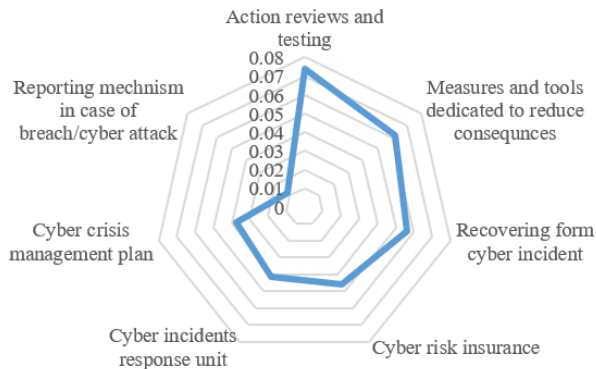 Action reviews and
testing
0.08
0.07
0.06
0.05
0.04
0.03
0.02
0.01
0
Measures and tools
dedicated to reduce
consequnces
Recovering form
cyber incident
Cyber risk insurance
Cyber incidents
response unit
Cyber crisis
management plan
Reporting mechnism
in case of
breach/cyber attack